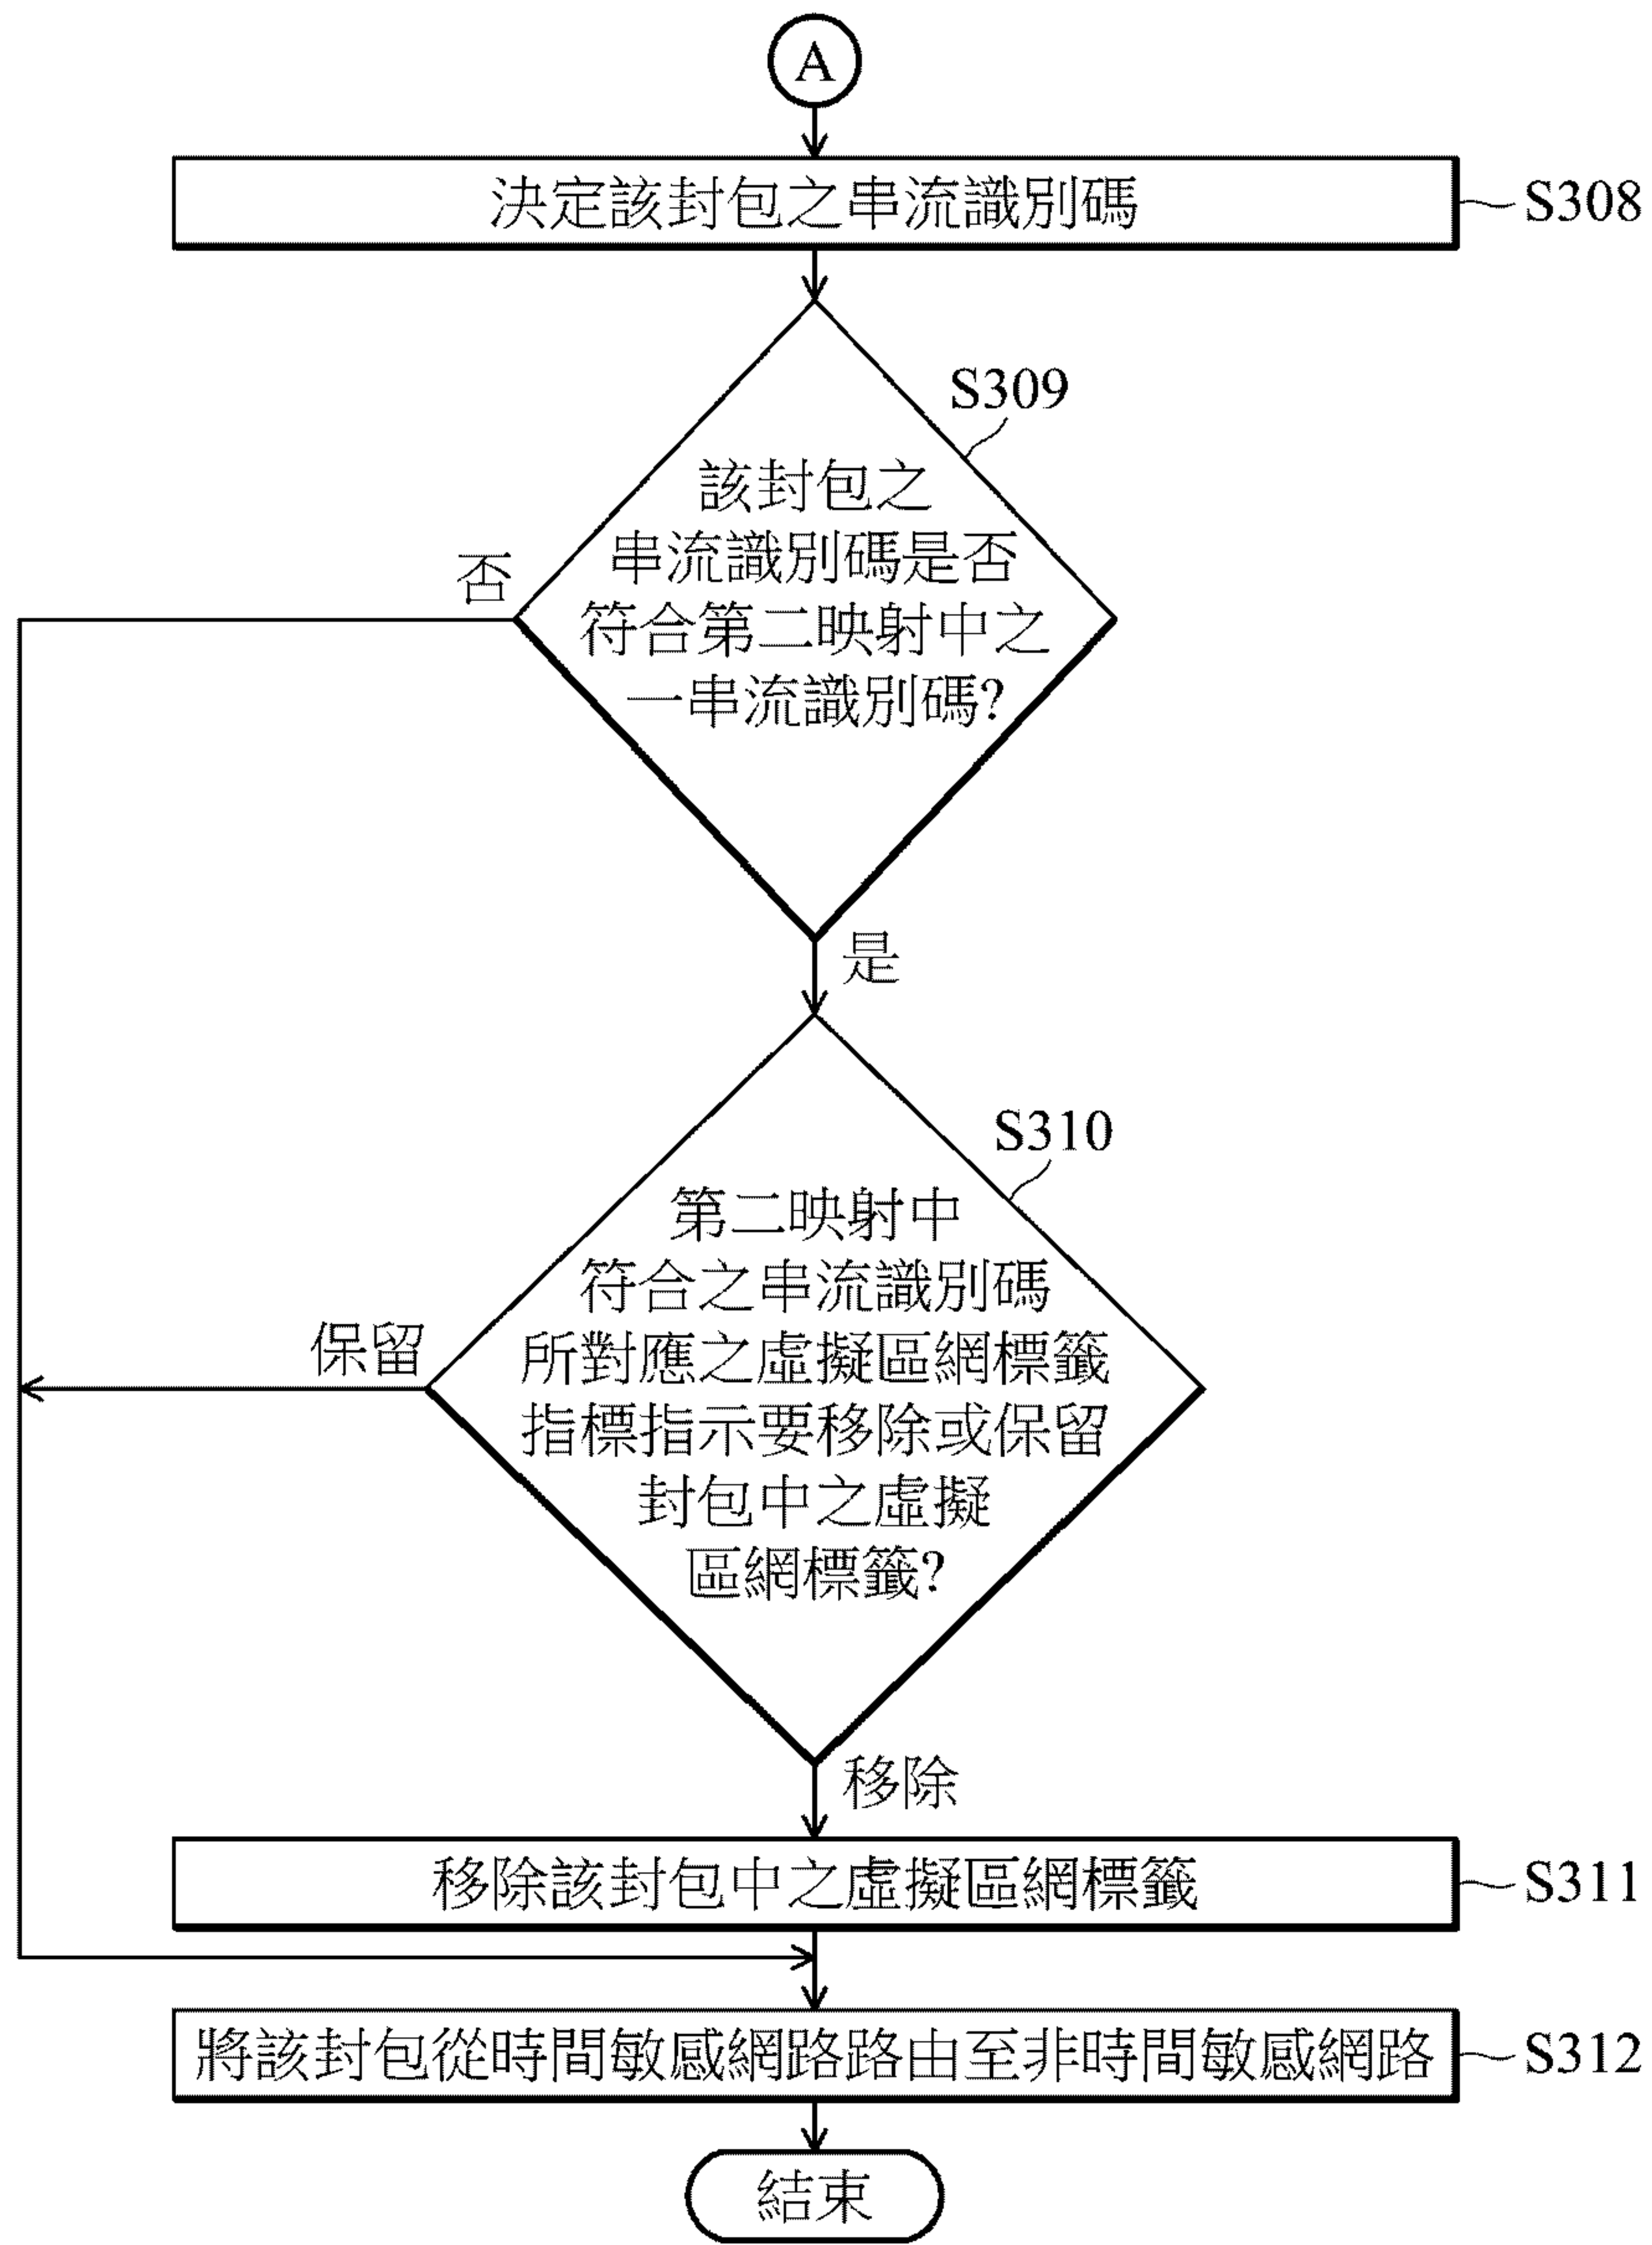 A
決定該封包之串流識別碼
S308
S309
該封包之
串流識別碼是否
符合第二映射中之
一串流識別碼?
否
是
S310
第二映射中
符合之串流識別碼
所對應之虛擬區網標籤
指標指示要移除或保留
封包中之虛擬
區網標籤?
保留
移除
移除該封包中之虛擬區網標籤
S311
將該封包從時間敏感網路路由至非時間敏感網路
S312
結束